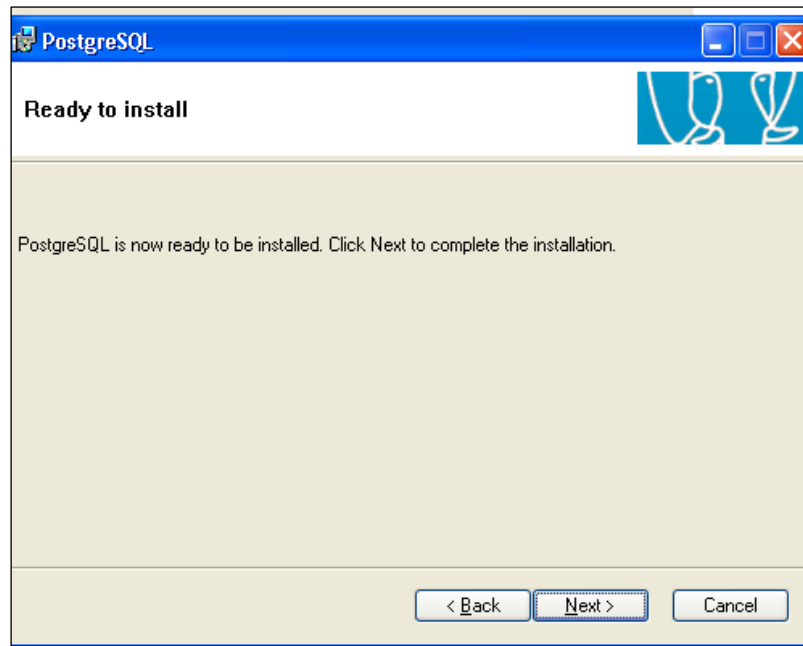 PostgreSQL
Ready to install
PostgreSQL is now ready to be installed. Click Next to complete the installation.
< Back
Next >
Cancel